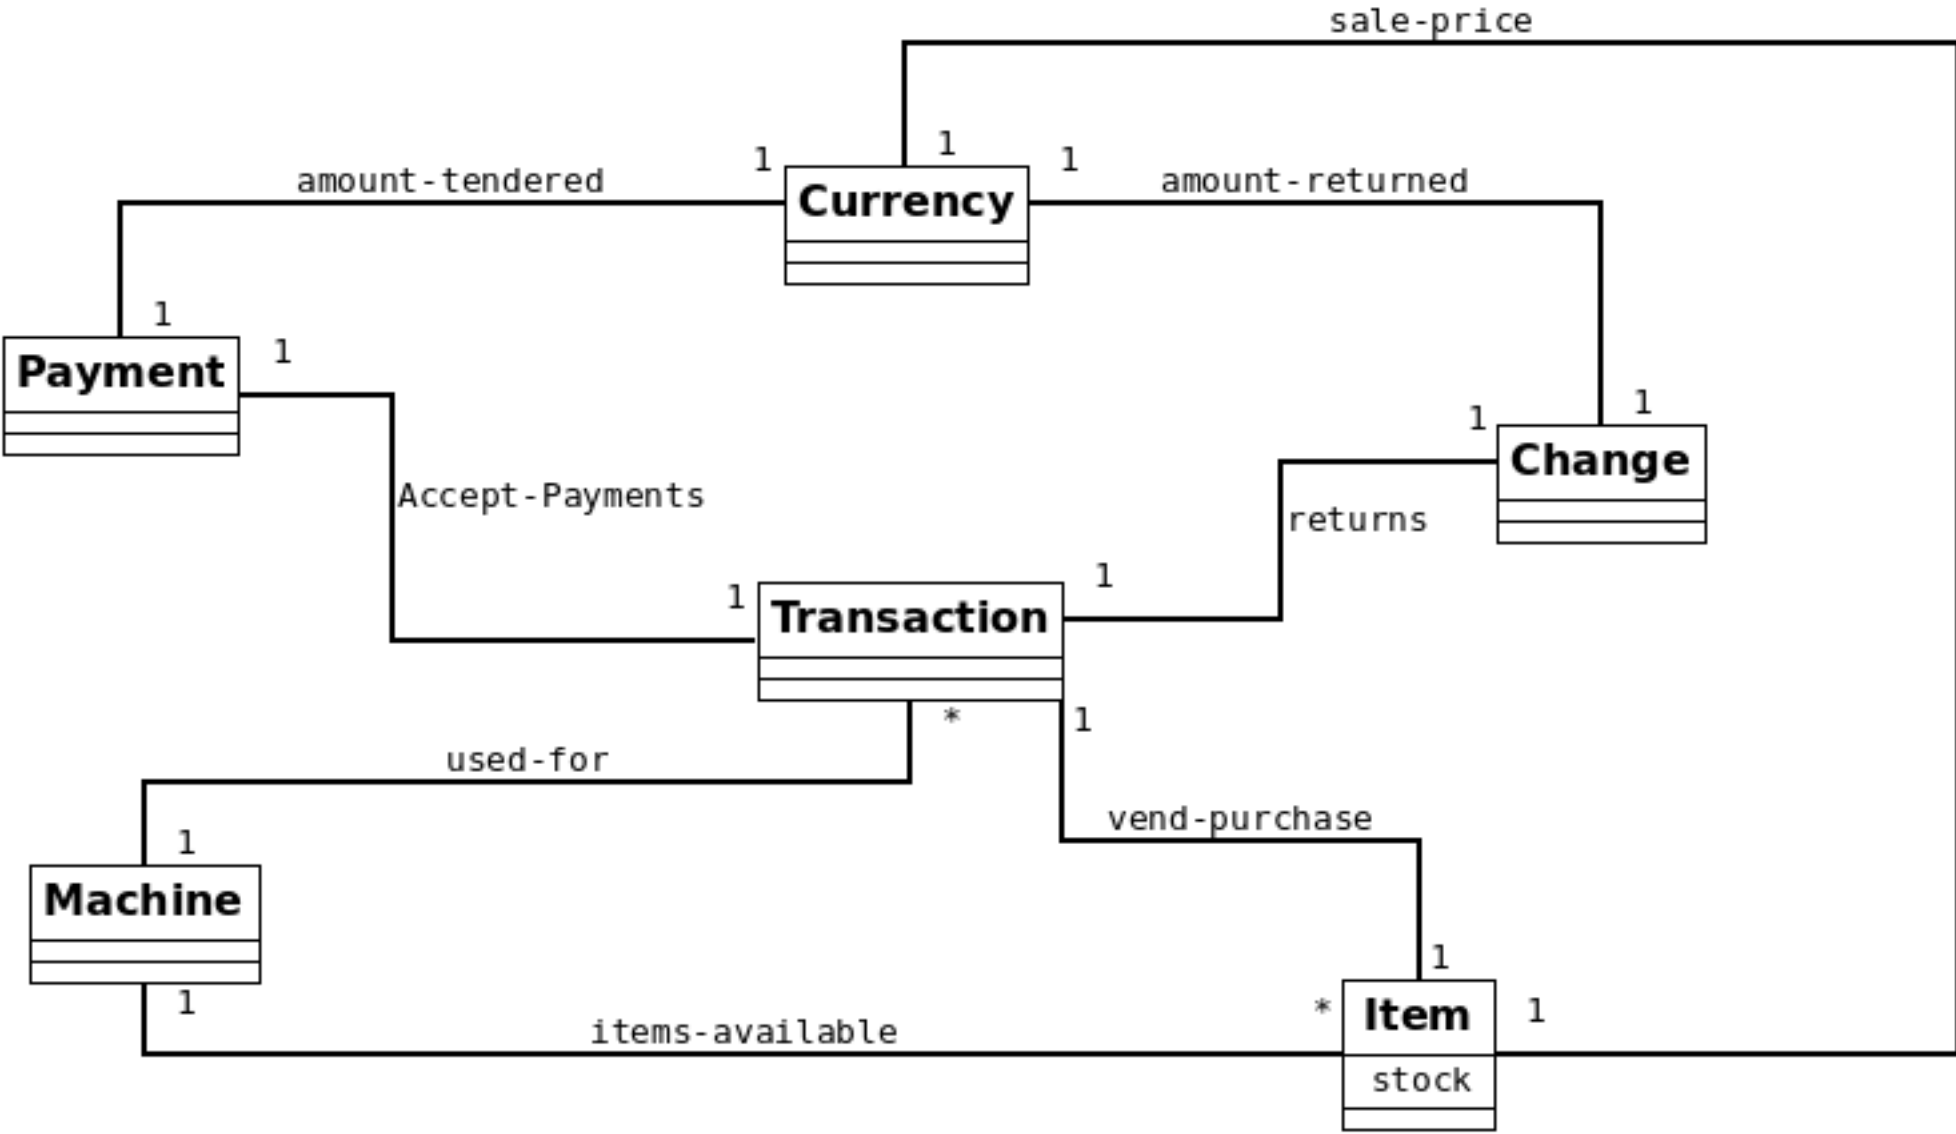 sale-price
1
1
1
amount-tendered
amount-returned
Currency
1
1
Payment
1
1
Change
Accept-Payments
returns
1
1
Transaction
*
1
used-for
vend-purchase
1
Machine
1
1
*
Item
1
items-available
stock